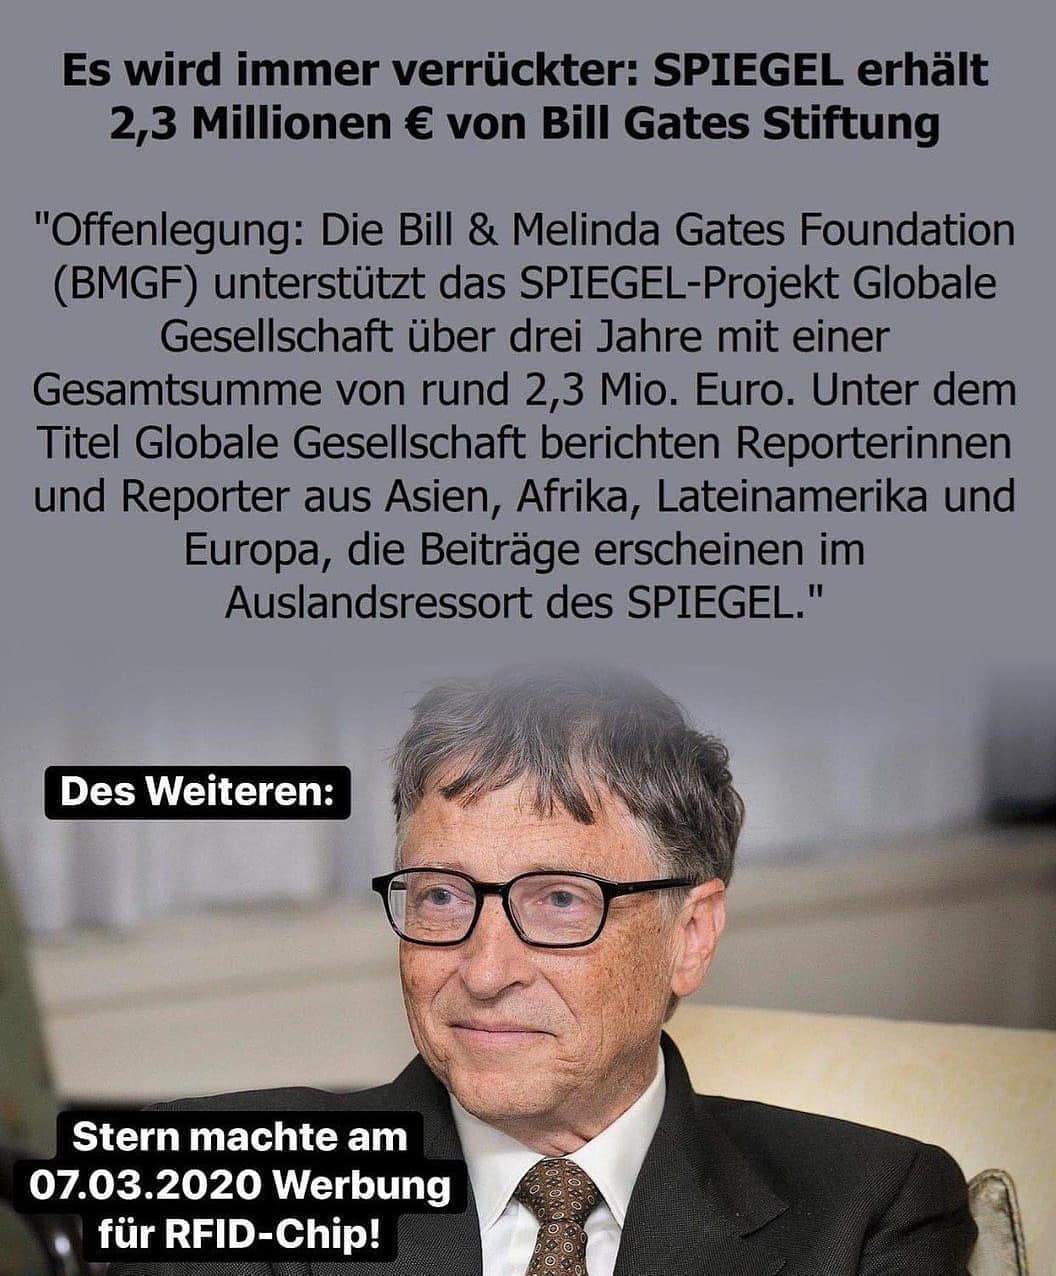 Es wird immer verrückter: SPIEGEL erhält
2,3 Millionen € von Bill Gates Stiftung
"Offenlegung: Die Bill & Melinda Gates Foundation
(BMGF) unterstützt das SPIEGEL-Projekt Globale
Gesellschaft über drei Jahre mit einer
Gesamtsumme von rund 2,3 Mio. Euro. Unter dem
Titel Globale Gesellschaft berichten Reporterinnen
und Reporter aus Asien, Afrika, Lateinamerika und
Europa, die Beiträge erscheinen im
Auslandsressort des SPIEGEL."
Des Weiteren:
Stern machte am
07.03.2020 Werbung
für RFID-Chip!